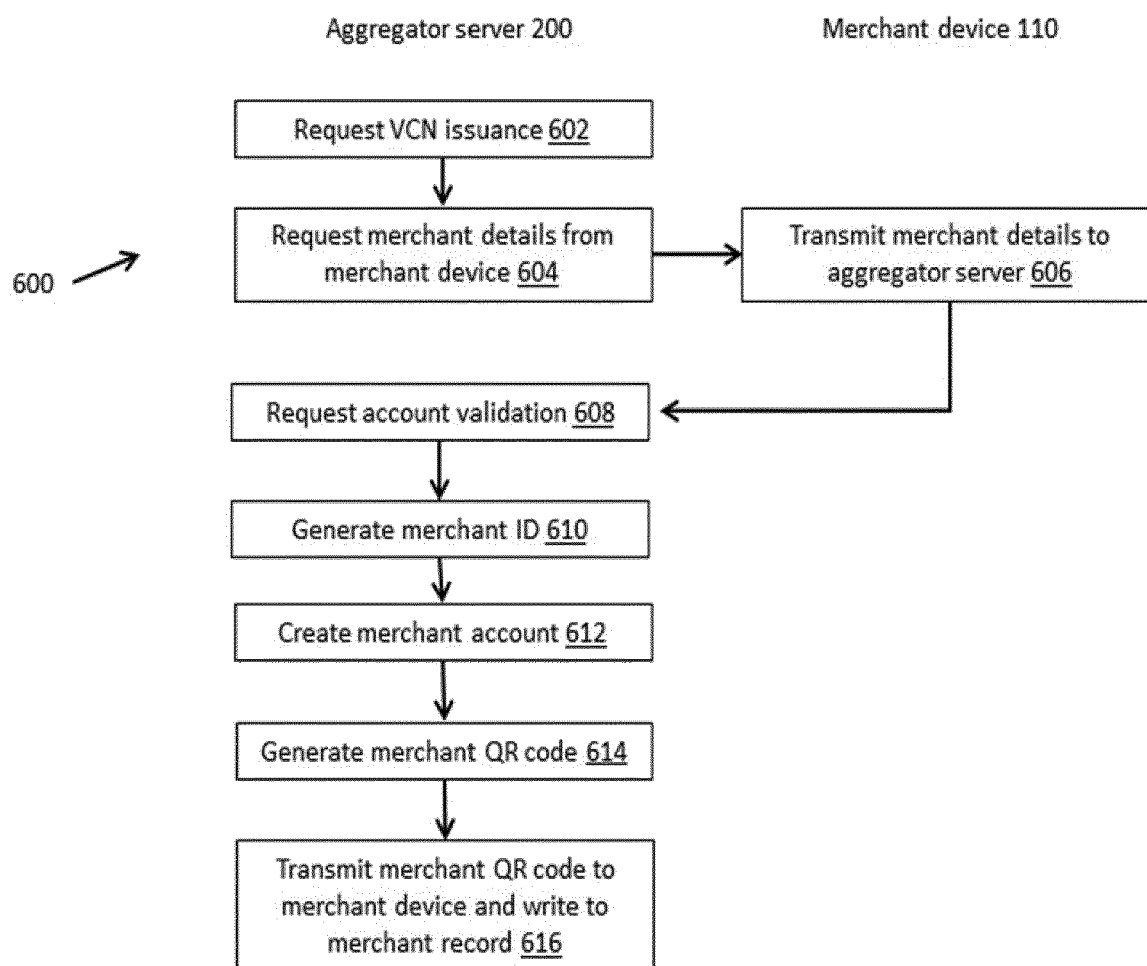 Aggregator server 200
Merchant device 110
Request VCN issuance 602
Request merchant details from
merchant device 604
Transmit merchant details to
aggregator server 606
600
Request account validation 608
Generate merchant ID 610
Create merchant account 612
Generate merchant QR code 614
Transmit merchant QR code to
merchant device and write to
merchant record 616